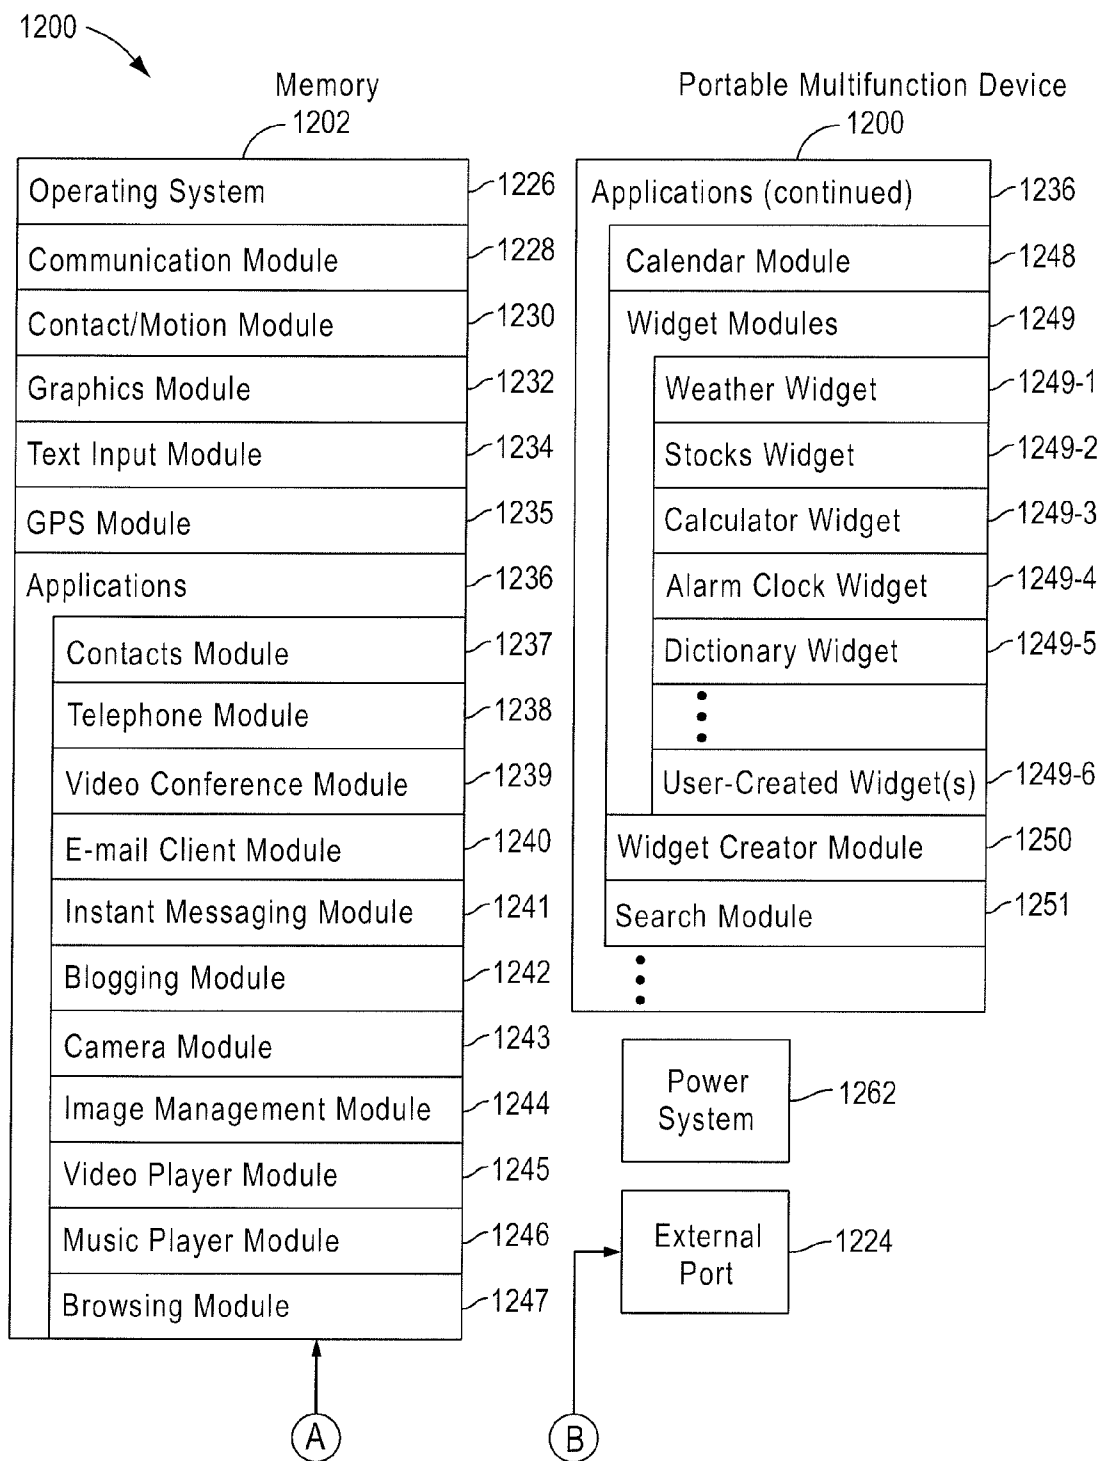 1200
Memory
1202
Operating System
1226
Communication Module
1228
Contact/Motion Module
1230
Graphics Module
1232
Text Input Module
1234
GPS Module
1235
Applications
1236
Contacts Module
1237
Telephone Module
1238
Video Conference Module
1239
E-mail Client Module
1240
Instant Messaging Module
1241
Blogging Module
1242
Camera Module
1243
Image Management Module
1244
Video Player Module
1245
Music Player Module
1246
Browsing Module
1247
A
Portable Multifunction Device
1200
Applications (continued)
1236
Calendar Module
1248
Widget Modules
1249
Weather Widget
1249-1
Stocks Widget
1249-2
Calculator Widget
1249-3
Alarm Clock Widget
1249-4
Dictionary Widget
1249-5
User-Created Widget(s)
1249-6
Widget Creator Module
1250
Search Module
1251
Power
System
1262
External
Port
1224
B